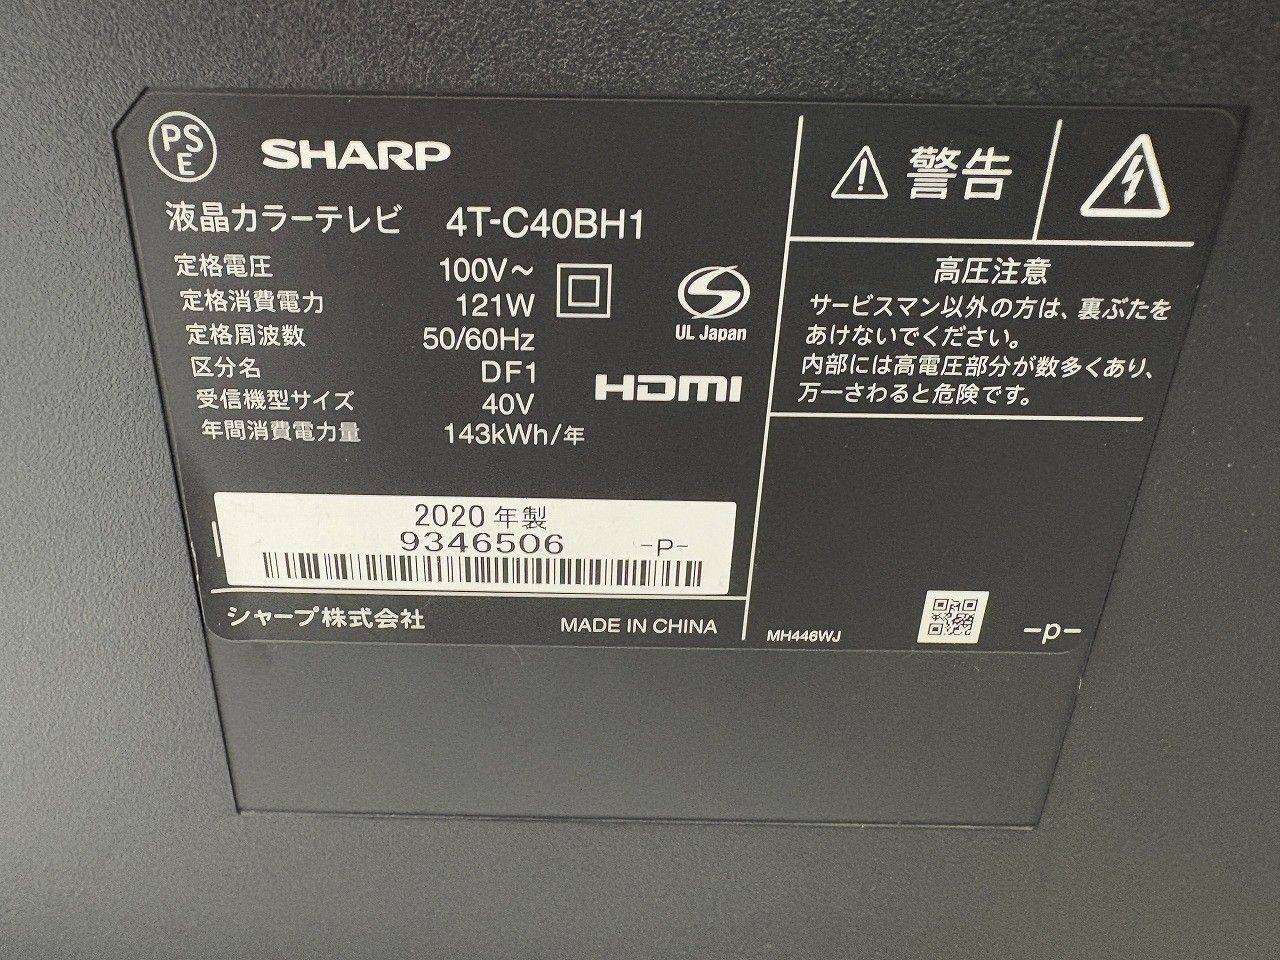 PSE
SHARP
液晶カラーテレビ 4T-C40BH1
定格電圧 100V～
定格消費電力 121W
定格周波数 50/60Hz
区分名 DF1
受信機型サイズ 40V
年間消費電力量 143kWh/年
UL Japan
HDMI
2020年製
9346506 -P-
シャープ株式会社 MADE IN CHINA
警告
高圧注意
サービスマン以外の方は、裏ぶたを
あけないでください。
内部には高電圧部分が数多くあり、
万一さわると危険です。
MH446WJ -p-